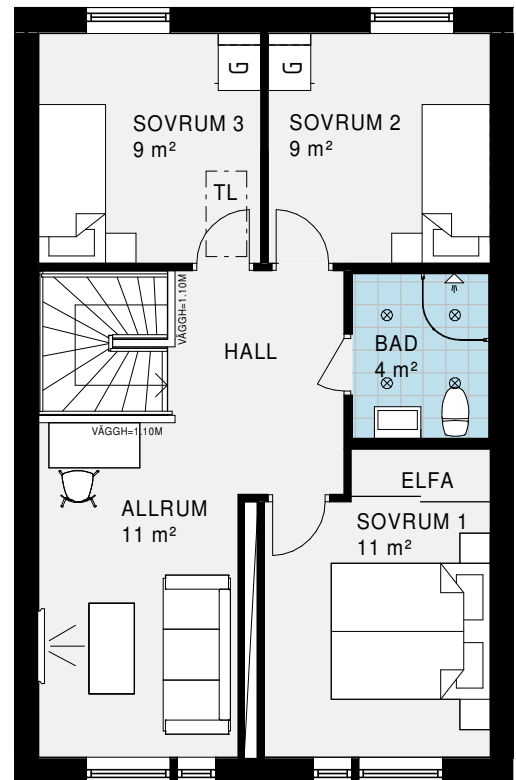 G
G
SOVRUM 3
9 m²
SOVRUM 2
9 m²
TL
VÄGGH=1.10M
HALL
BAD
4 m²
VÄGGH=1.10M
ALLRUM
11 m²
ELFA
SOVRUM 1
11 m²